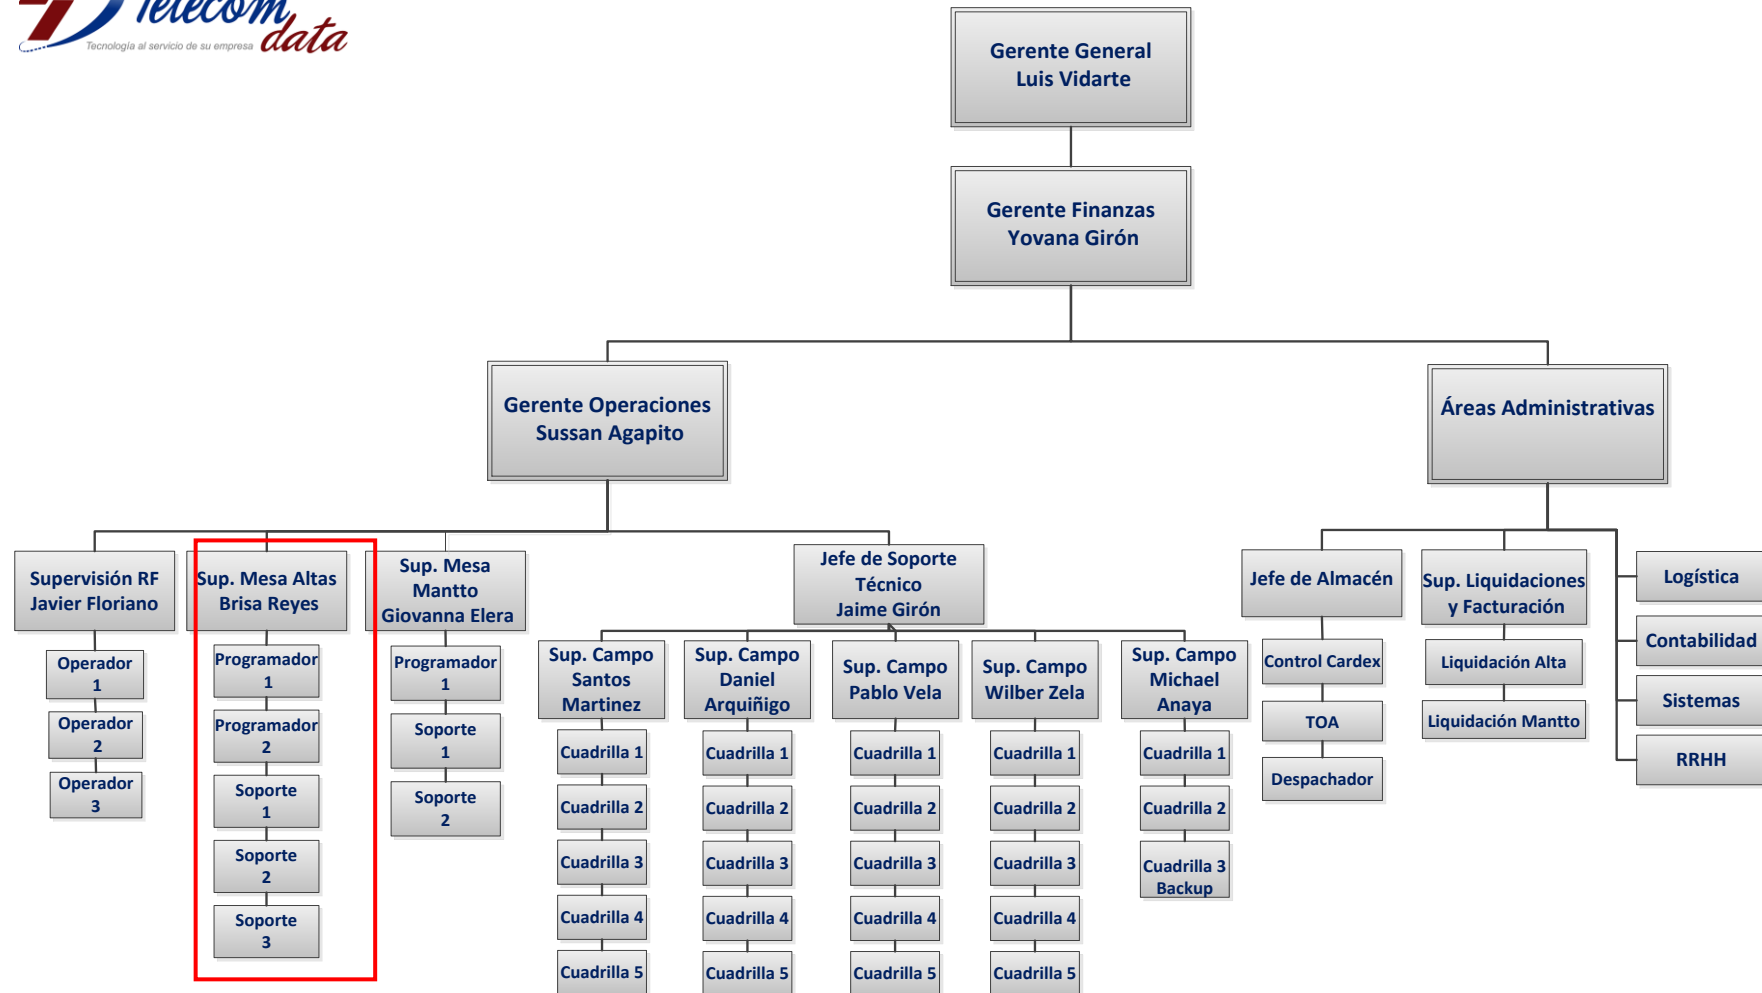 Telecom
data
Tecnología al servicio de su empresa
Gerente General
Luis Vidarte
Gerente Finanzas
Yovana Girón
Gerente Operaciones
Sussan Agapito
Áreas Administrativas
Supervisión RF
Javier Floriano
Operador
1
Operador
2
Operador
3
Sup. Mesa Altas
Brisa Reyes
Programador
1
Programador
2
Soporte
1
Soporte
2
Soporte
3
Sup. Mesa
Mantto
Giovanna Elera
Programador
1
Soporte
1
Soporte
2
Jefe de Soporte
Técnico
Jaime Girón
Sup. Campo
Santos
Martinez
Cuadrilla 1
Cuadrilla 2
Cuadrilla 3
Cuadrilla 4
Cuadrilla 5
Sup. Campo
Daniel
Arquiñigo
Cuadrilla 1
Cuadrilla 2
Cuadrilla 3
Cuadrilla 4
Cuadrilla 5
Sup. Campo
Pablo Vela
Cuadrilla 1
Cuadrilla 2
Cuadrilla 3
Cuadrilla 4
Cuadrilla 5
Sup. Campo
Wilber Zela
Cuadrilla 1
Cuadrilla 2
Cuadrilla 3
Cuadrilla 4
Cuadrilla 5
Sup. Campo
Michael
Anaya
Cuadrilla 1
Cuadrilla 2
Cuadrilla 3
Backup
Jefe de Almacén
Control Cardex
TOA
Despachador
Sup. Liquidaciones
y Facturación
Liquidación Alta
Liquidación Mantto
Logística
Contabilidad
Sistemas
RRHH